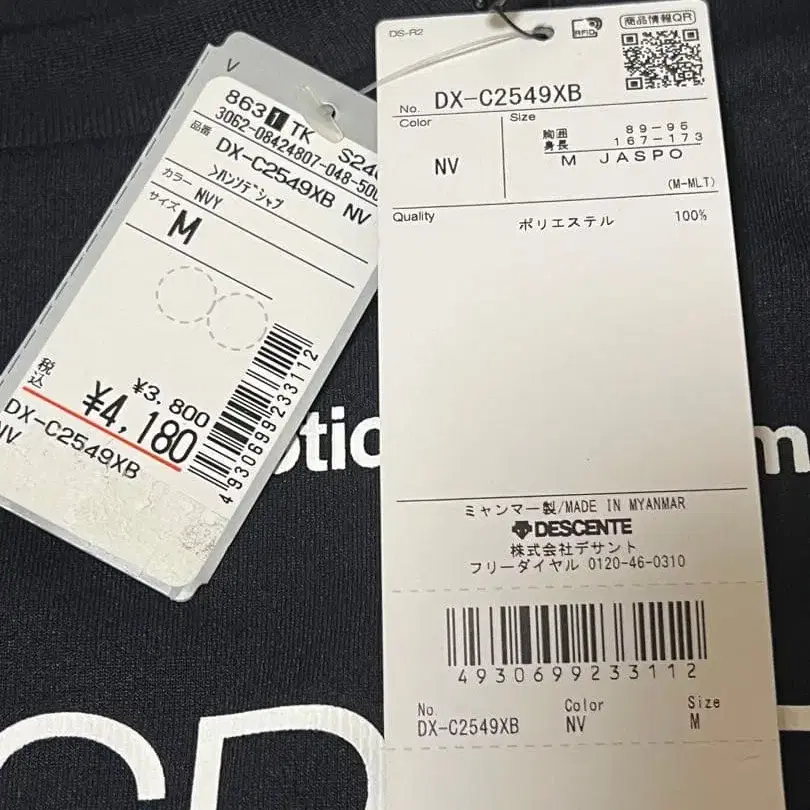 V
863 1 TK
3062-08424807-048-500
品番 DX-C2549XB NV
ハンソデシャブ
カラー NVY
サイズ M
¥3,800
税込 ¥4,180
DX-C2549XB
NV
4930699233112
DS-R2
RFID
商品情報QR
No. DX-C2549XB
Color
NV
Size
胸囲 89-95
身長 167-173
M JASPO
(M-MLT)
Quality
ポリエステル 100%
ミャンマー製/MADE IN MYANMAR
DESCENTE
株式会社デサント
フリーダイヤル 0120-46-0310
4930699233112
No. Color Size
DX-C2549XB NV M